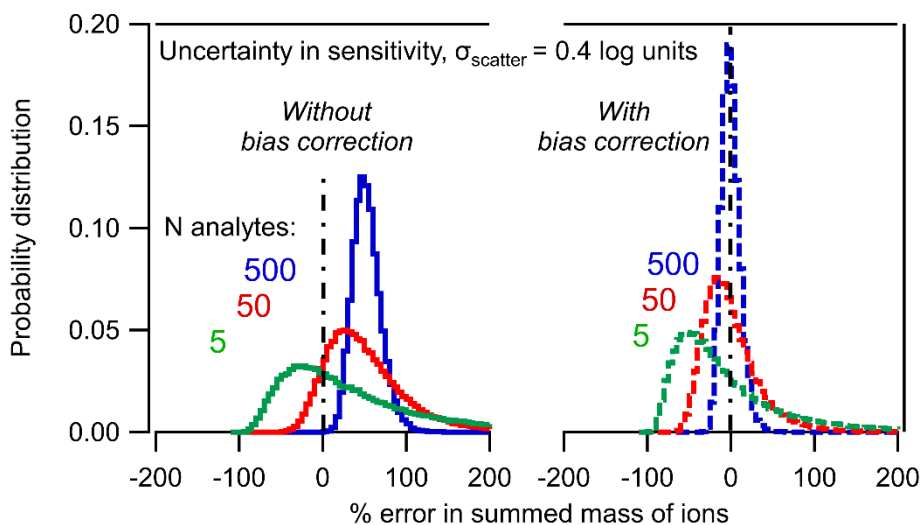 Uncertainty in sensitivity, σscatter = 0.4 log units
Without
bias correction
With
bias correction
N analytes:
500
50
5
500
50
5
Probability distribution
0.20
0.15
0.10
0.05
0.00
-200
-100
0
100
200
-200
-100
0
100
200
% error in summed mass of ions